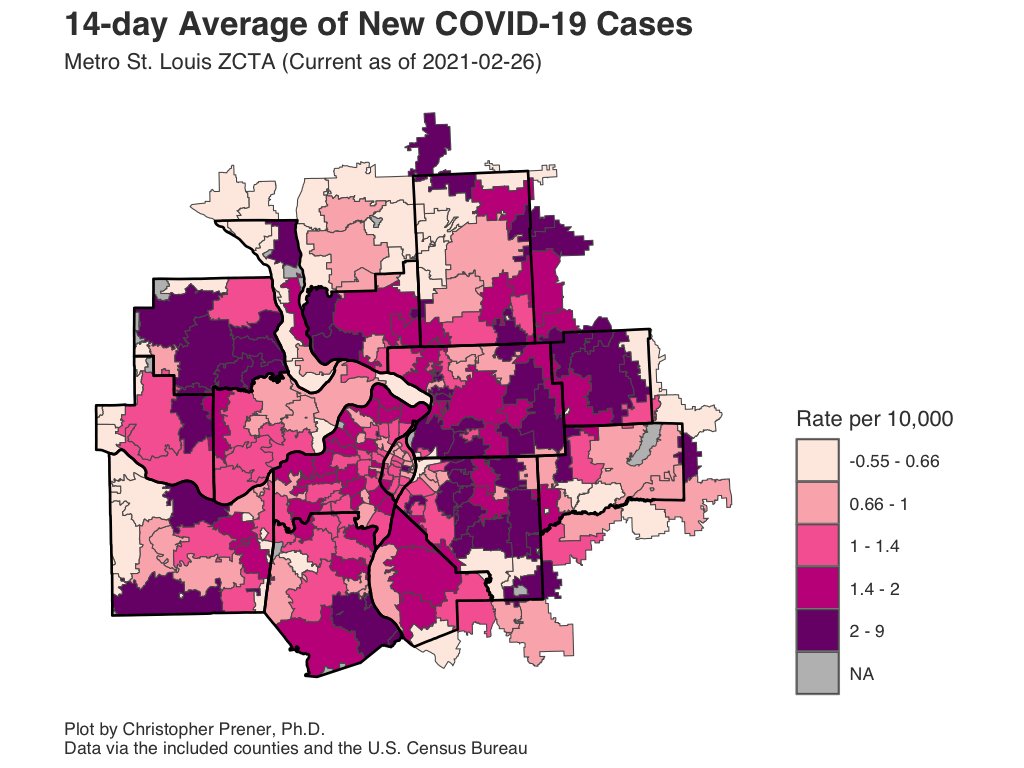 14-day Average of New COVID-19 Cases
Metro St. Louis ZCTA (Current as of 2021-02-26)
Rate per 10,000
-0.55 - 0.66
0.66 - 1
1 - 1.4
1.4 - 2
2 - 9
NA
Plot by Christopher Prener, Ph.D.
Data via the included counties and the U.S. Census Bureau